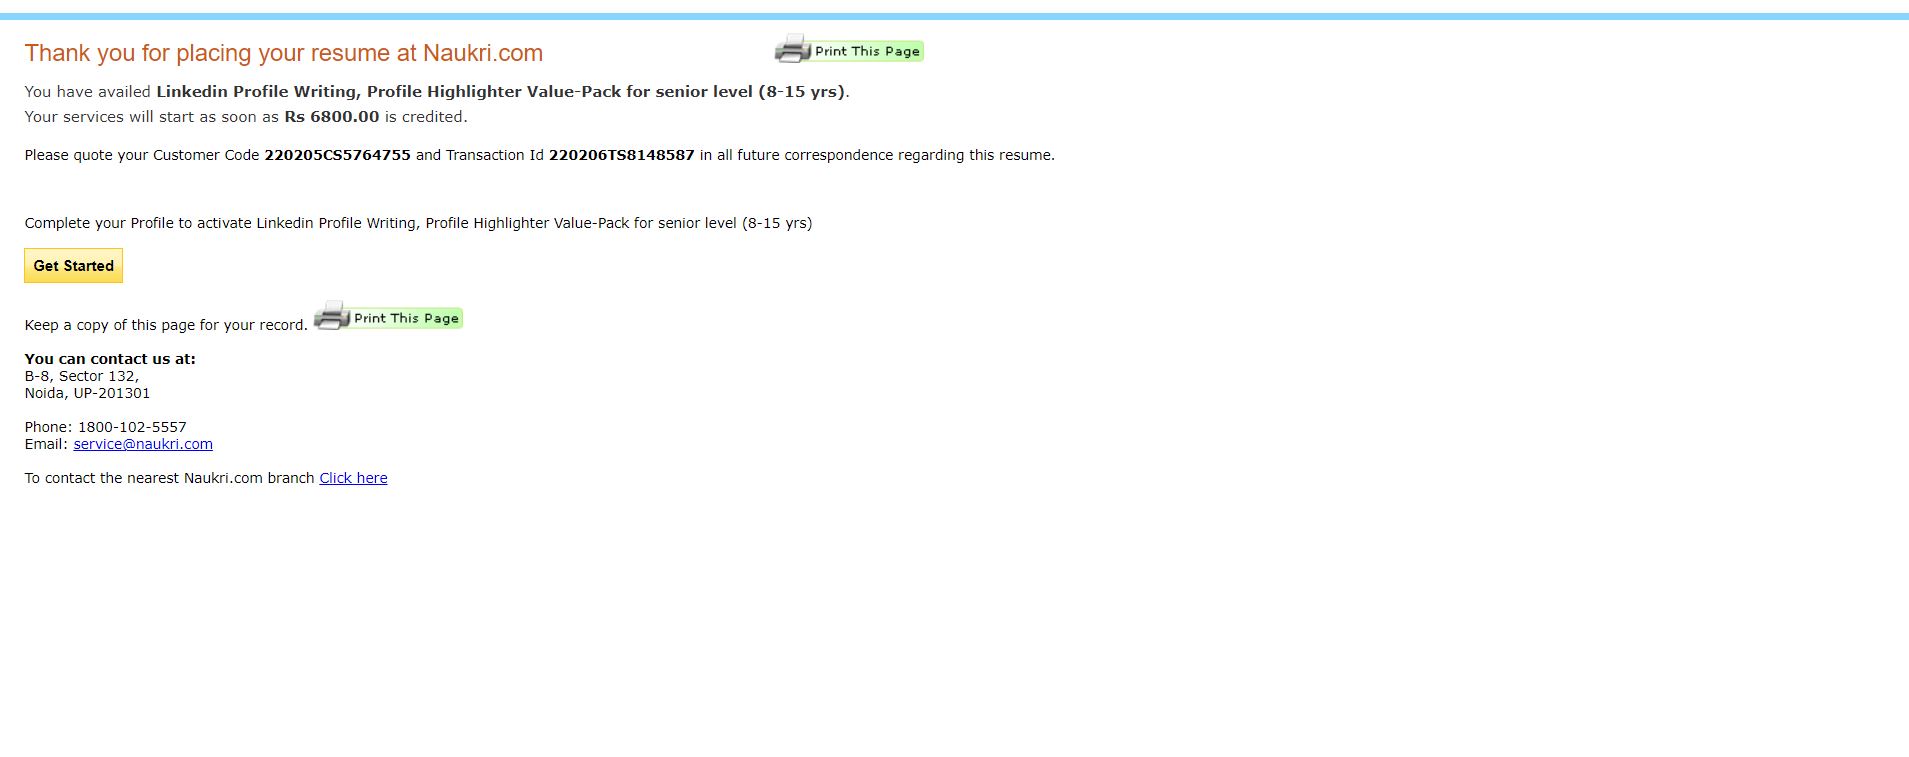 Thank you for placing your resume at Naukri.com
Print This Page
You have availed Linkedin Profile Writing, Profile Highlighter Value-Pack for senior level (8-15 yrs).
Your services will start as soon as Rs 6800.00 is credited.
Please quote your Customer Code 220205CS5764755 and Transaction Id 220206TS8148587 in all future correspondence regarding this resume.
Complete your Profile to activate Linkedin Profile Writing, Profile Highlighter Value-Pack for senior level (8-15 yrs)
Get Started
Keep a copy of this page for your record. Print This Page
You can contact us at:
B-8, Sector 132,
Noida, UP-201301
Phone: 1800-102-5557
Email: service@naukri.com
To contact the nearest Naukri.com branch Click here